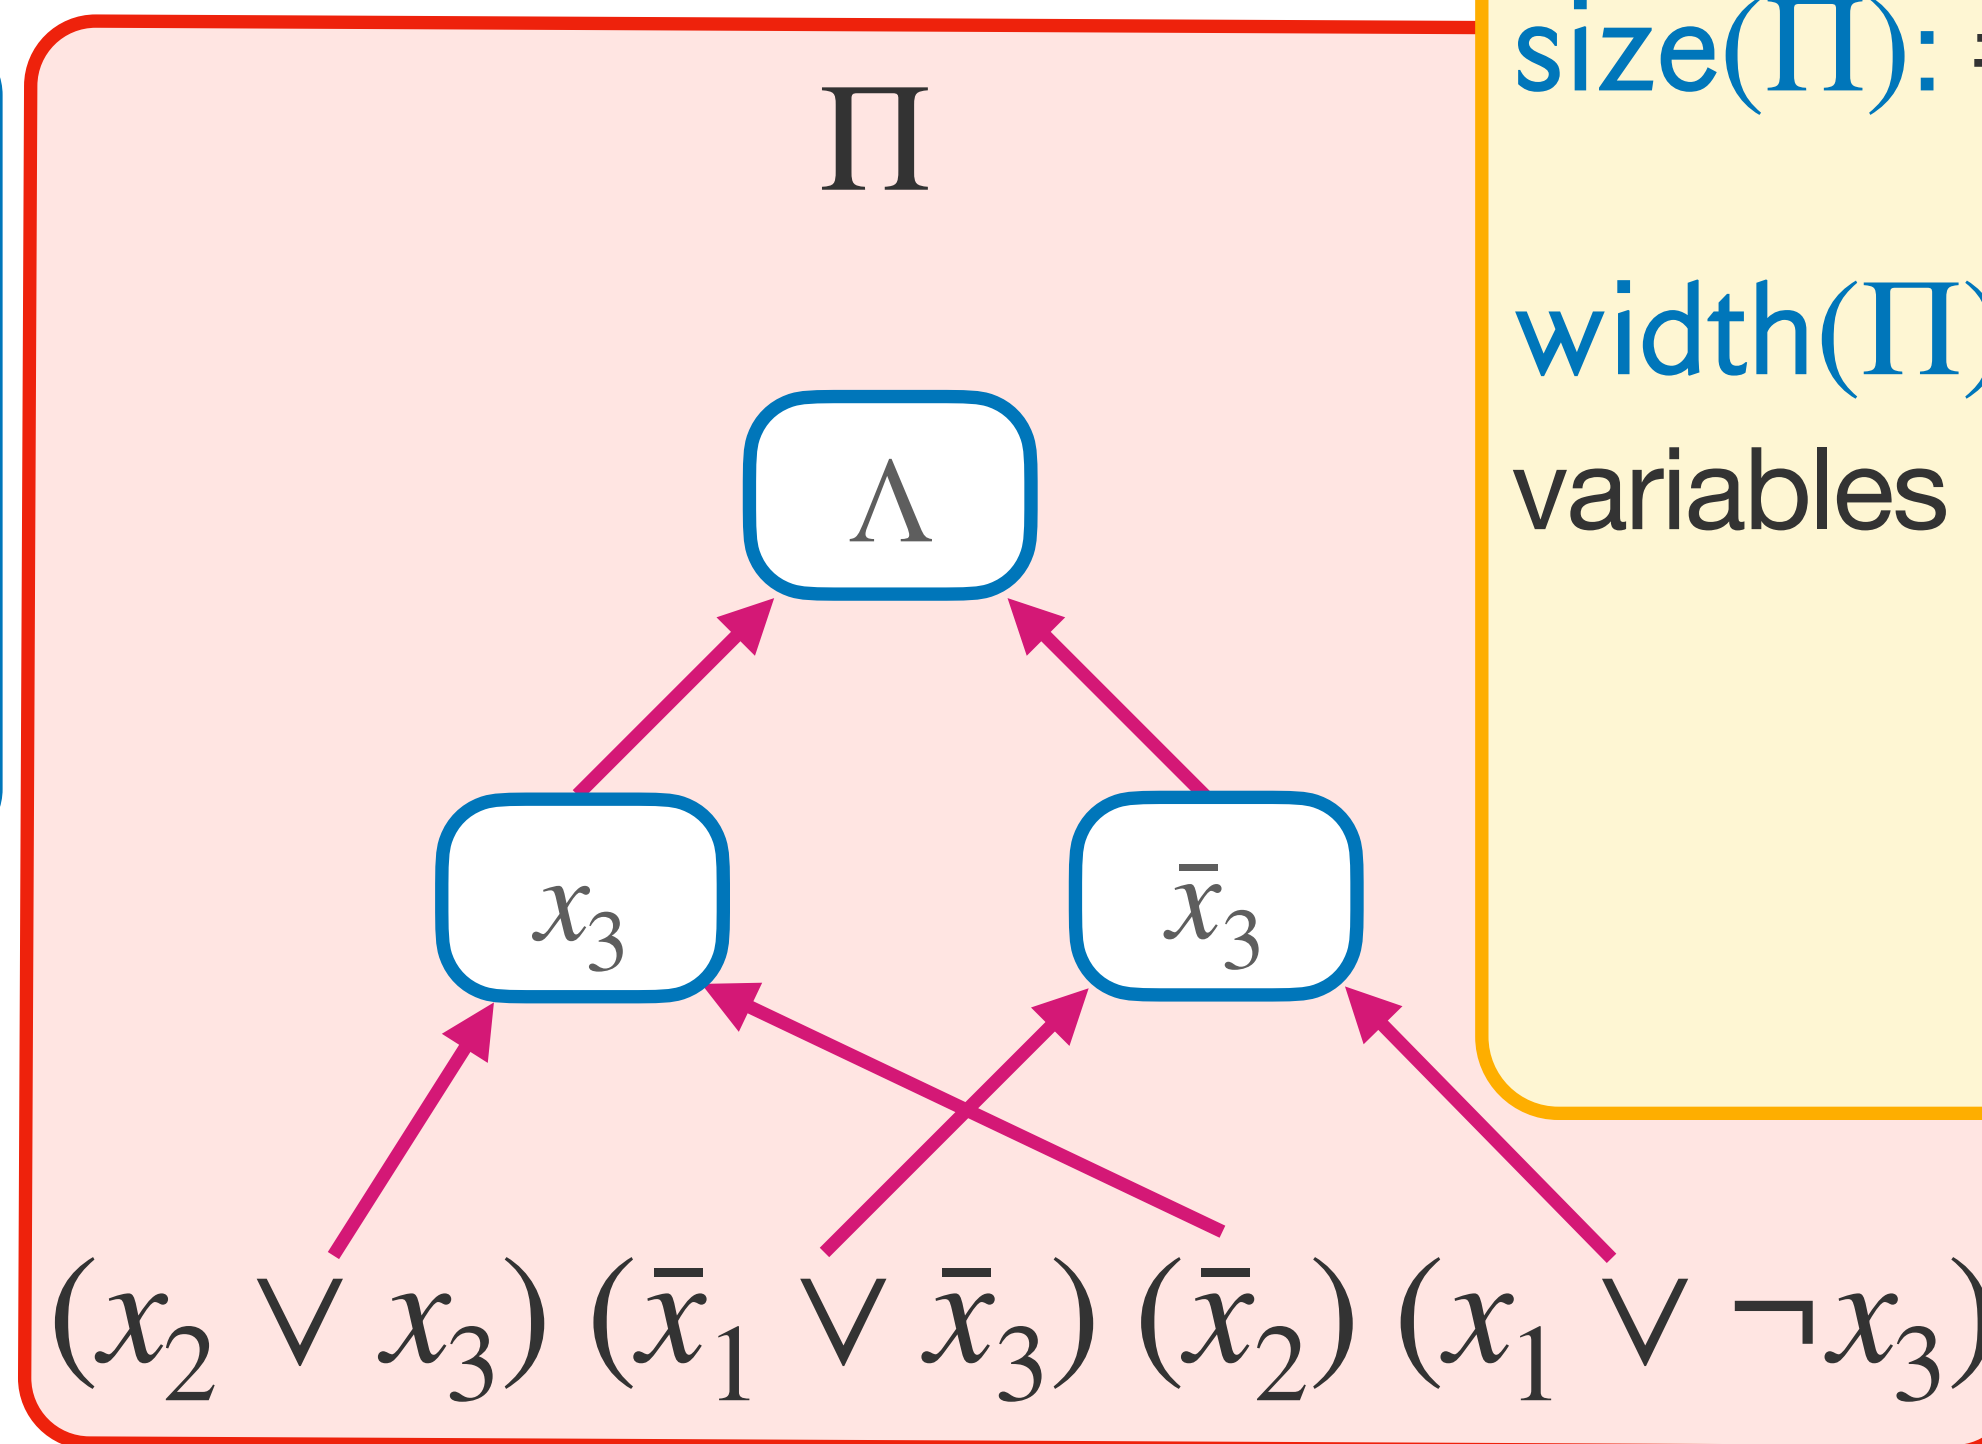 Π
size(Π): =
width(Π)
variables
Λ
x₃
x̄₃
(x₂ ∨ x₃) (x̄₁ ∨ x̄₃) (x̄₂) (x₁ ∨ ¬x₃)